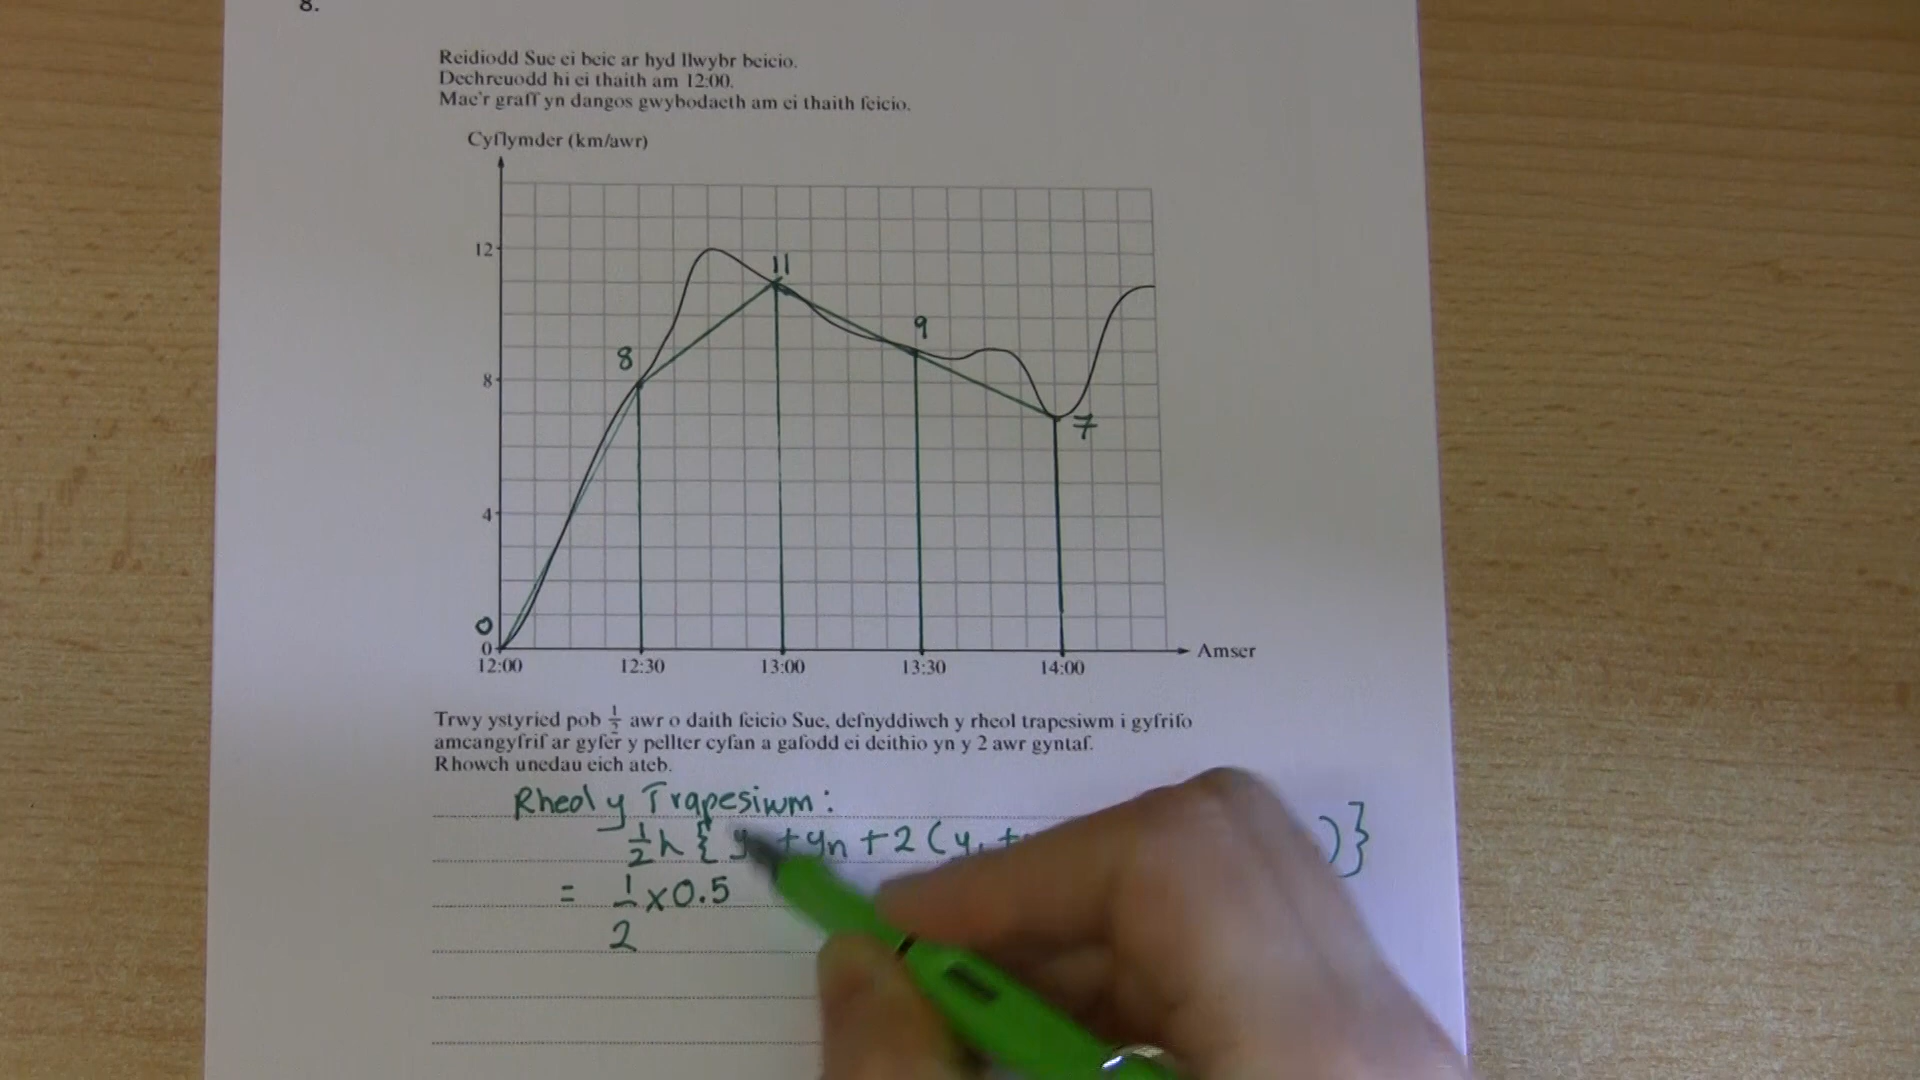 8.
Reidiodd Sue ei beic ar hyd llwybr beicio.
Dechreuodd hi ei thaith am 12:00.
Mae'r graff yn dangos gwybodaeth am ei thaith feicio.
Cyflymder (km/awr)
12
11
9
8
8
7
4
0
0
12:00 12:30 13:00 13:30 14:00 Amser
Trwy ystyried pob 1/2 awr o daith feicio Sue, defnyddiwch y rheol trapesiwm i gyfrifo
amcangyfrif ar gyfer y pellter cyfan a gafodd ei deithio yn y 2 awr gyntaf.
Rhowch unedau eich ateb.
Rheol y Trapesiwm:
1/2 h { y + yn + 2 ( y1 + ) }
= 1/2 × 0.5